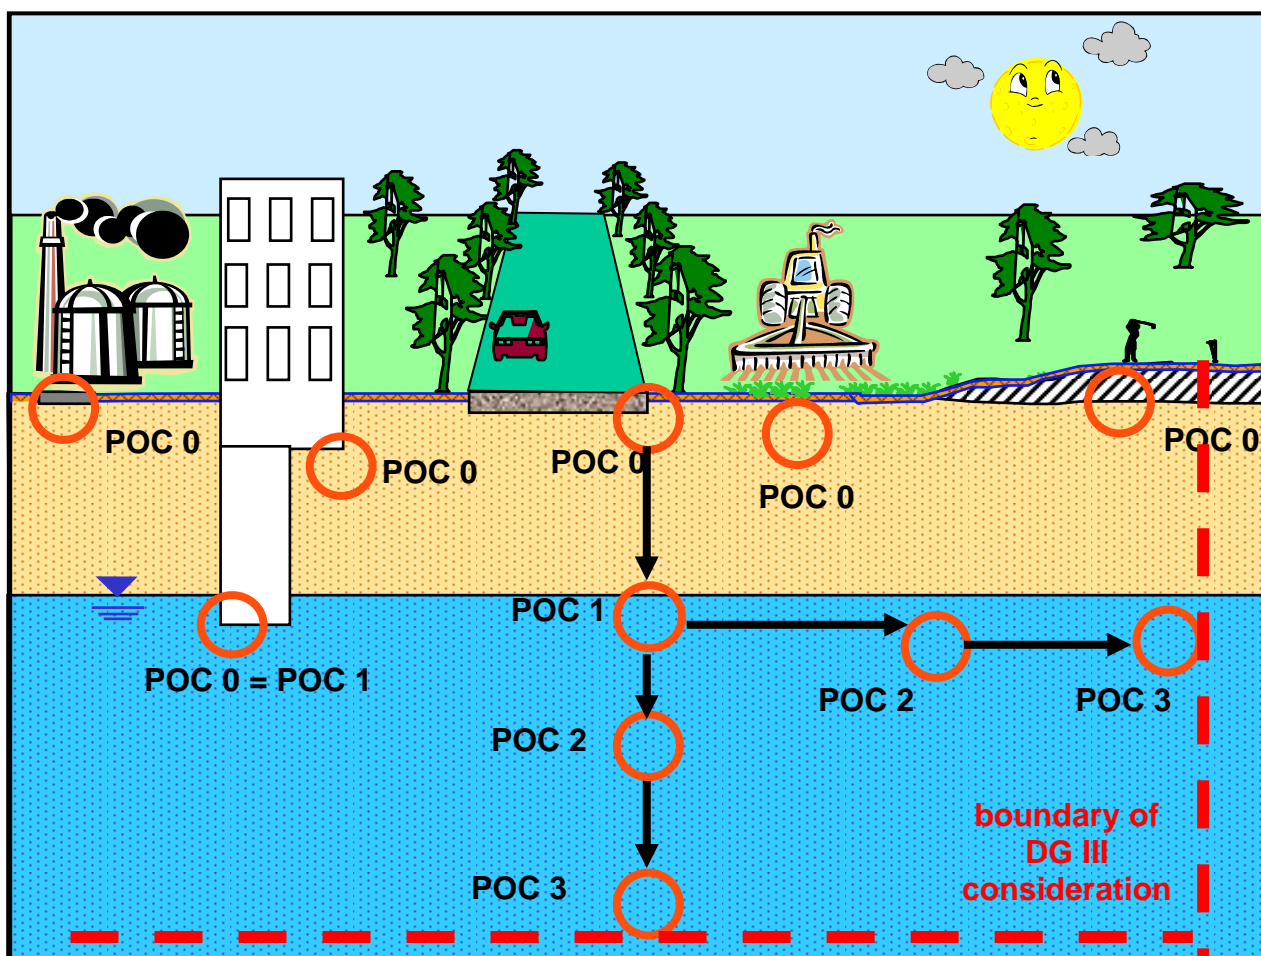 POC 0
POC 0
POC 0
POC 0
POC 0
POC 1
POC 0 = POC 1
POC 2
POC 3
POC 2
POC 3
boundary of
DG III
consideration